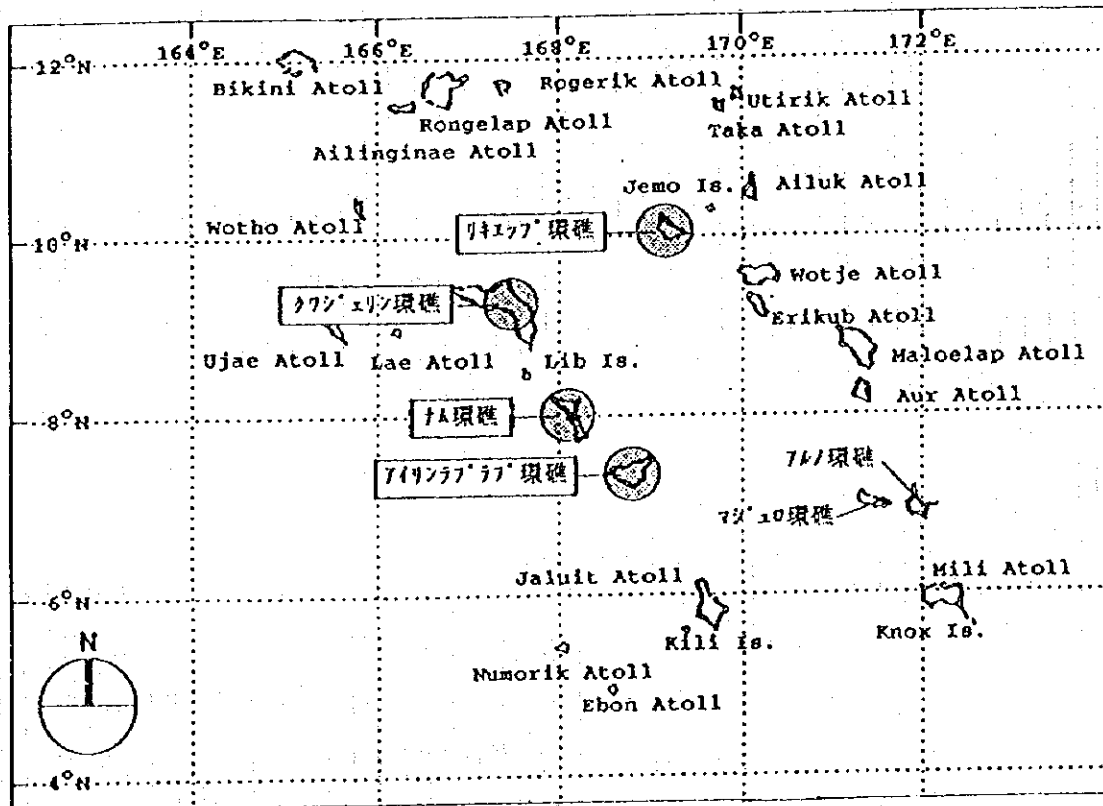 164°E 166°E 168°E 170°E 172°E
12°N
Bikini Atoll
Rogerik Atoll
Utirik Atoll
Rongelap Atoll
Taka Atoll
Ailinginae Atoll
Jemo Is.
Ailuk Atoll
Wotho Atoll
リキエップ環礁
10°N
Wotje Atoll
クワジェリン環礁
Erikub Atoll
Ujae Atoll
Lae Atoll
Lib Is.
Maloelap Atoll
Aur Atoll
ナム環礁
8°N
アイリンラプラプ環礁
アルノ環礁
マジュロ環礁
Jaluit Atoll
Mili Atoll
6°N
Kili Is.
Knox Is.
N
Numorik Atoll
Ebon Atoll
4°N